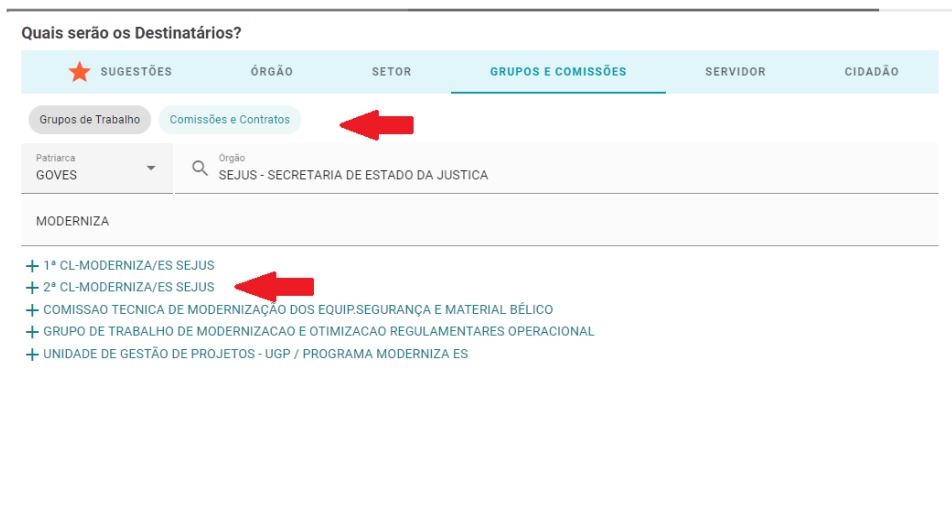 Quais serão os Destinatários?
SUGESTÕES ÓRGÃO SETOR GRUPOS E COMISSÕES SERVIDOR CIDADÃO
Grupos de Trabalho Comissões e Contratos
Patriarca
GOVES
Órgão
SEJUS - SECRETARIA DE ESTADO DA JUSTICA
MODERNIZA
+ 1ª CL-MODERNIZA/ES SEJUS
+ 2ª CL-MODERNIZA/ES SEJUS
+ COMISSAO TECNICA DE MODERNIZAÇÃO DOS EQUIP.SEGURANÇA E MATERIAL BÉLICO
+ GRUPO DE TRABALHO DE MODERNIZACAO E OTIMIZACAO REGULAMENTARES OPERACIONAL
+ UNIDADE DE GESTÃO DE PROJETOS - UGP / PROGRAMA MODERNIZA ES